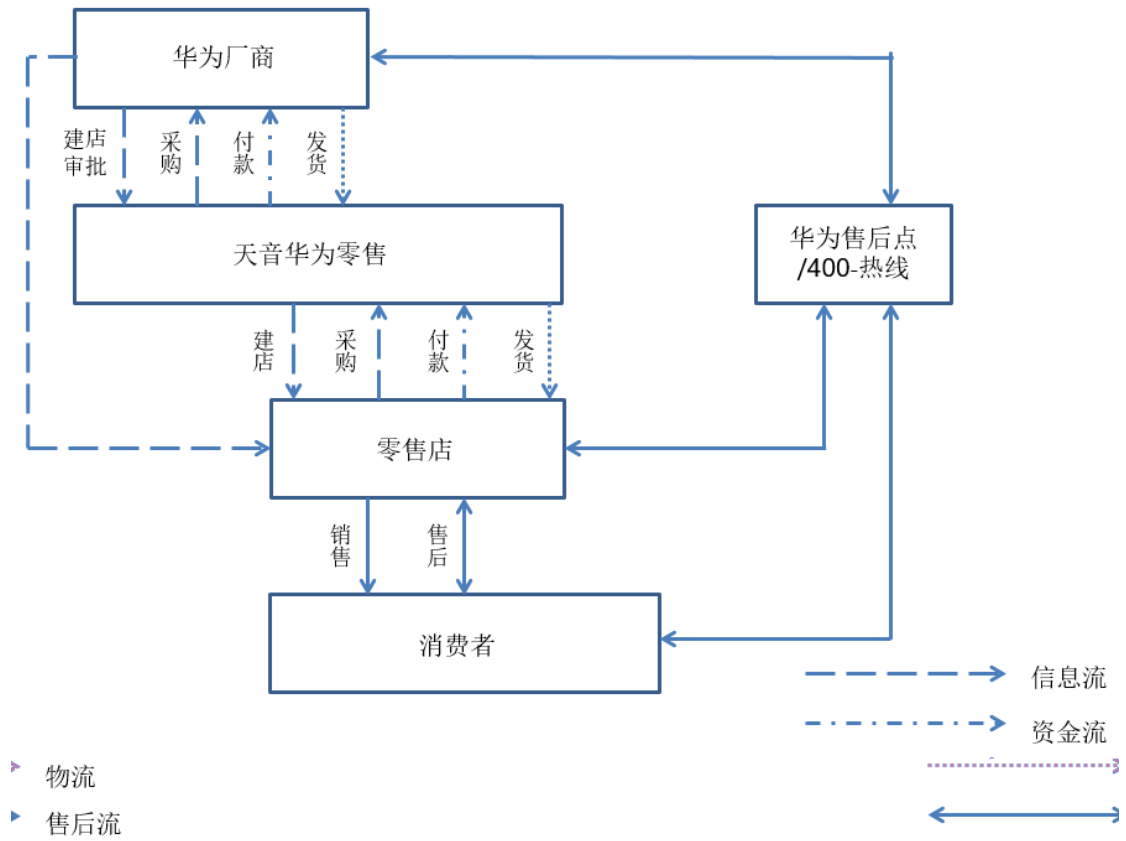 华为厂商
建店
审批
采购
付款
发货
天音华为零售
华为售后点
/400-热线
建店
采购
付款
发货
零售店
销售
售后
消费者
信息流
资金流
物流
售后流